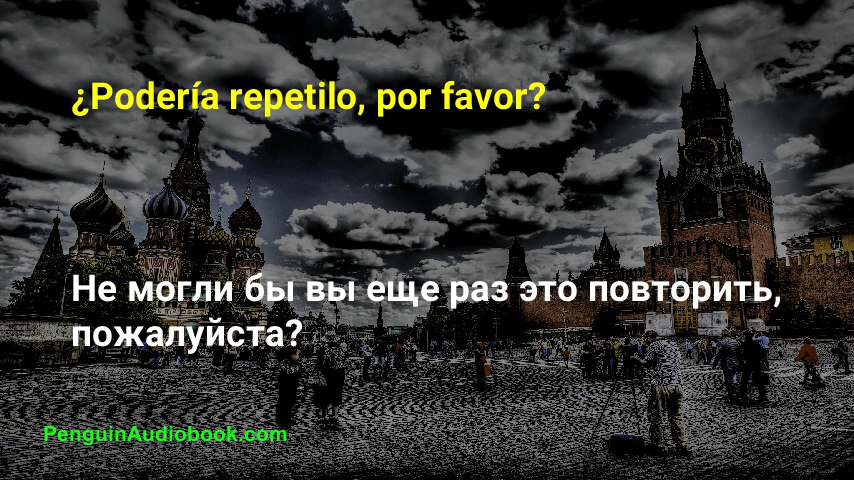 ¿Podería repetilo, por favor?
Не могли бы вы еще раз это повторить,
пожалуйста?
PenguinAudiobook.com